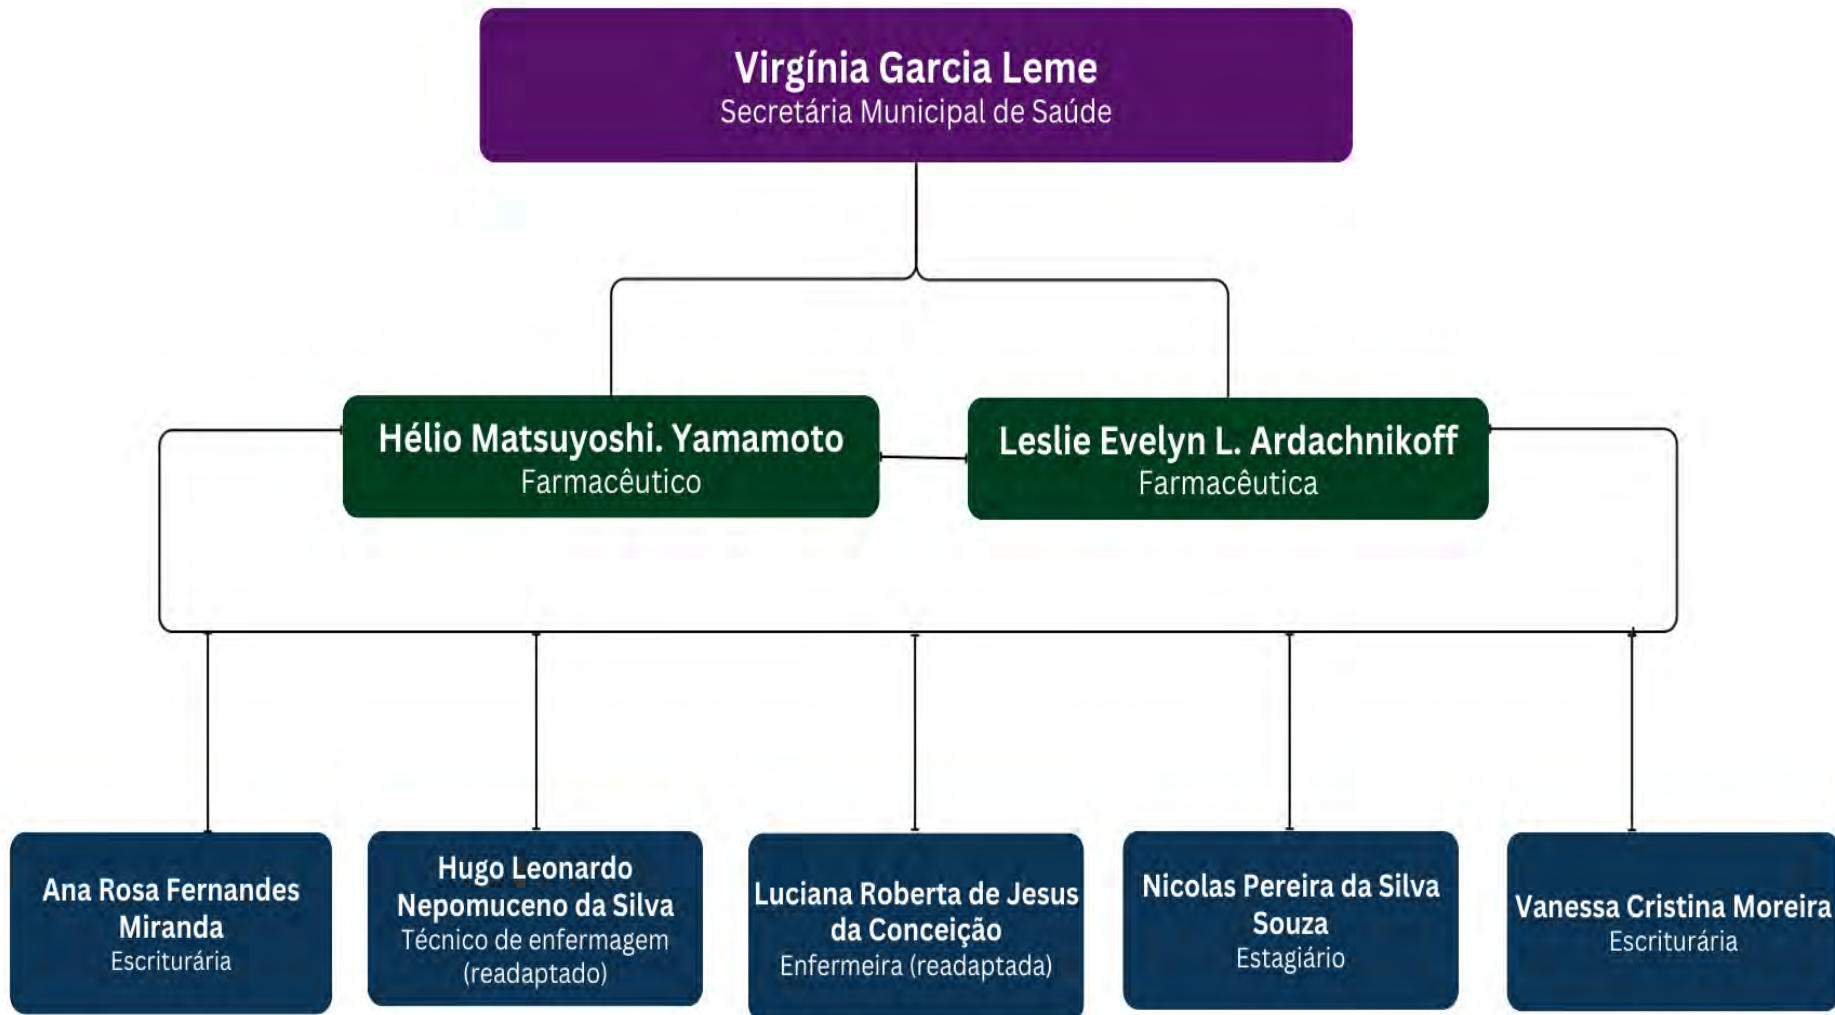 Virgínia Garcia Leme
Secretária Municipal de Saúde
Hélio Matsuyoshi. Yamamoto
Farmacêutico
Leslie Evelyn L. Ardachnikoff
Farmacêutica
Ana Rosa Fernandes
Miranda
Escriturária
Hugo Leonardo
Nepomuceno da Silva
Técnico de enfermagem
(readaptado)
Luciana Roberta de Jesus
da Conceição
Enfermeira (readaptada)
Nicolas Pereira da Silva
Souza
Estagiário
Vanessa Cristina Moreira
Escriturária